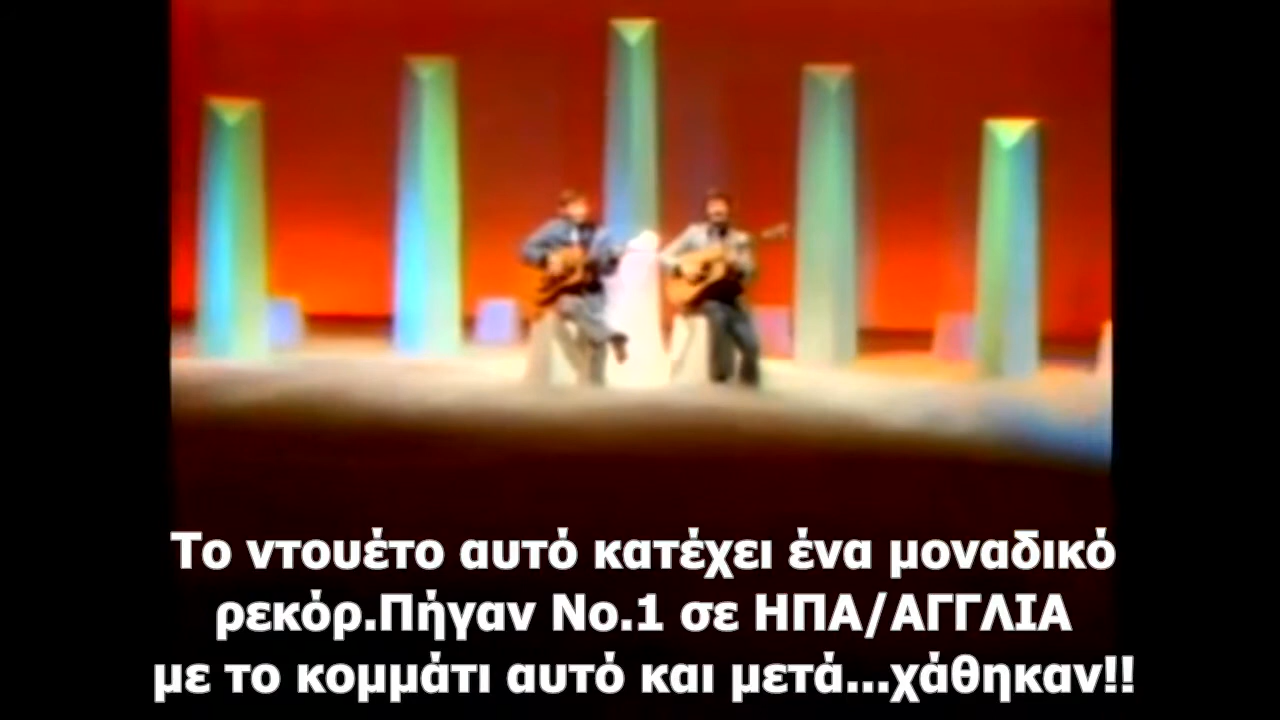 Το ντουέτο αυτό κατέχει ένα μοναδικό
ρεκόρ.Πήγαν Νο.1 σε ΗΠΑ/ΑΓΓΛΙΑ
με το κομμάτι αυτό και μετά...χάθηκαν!!